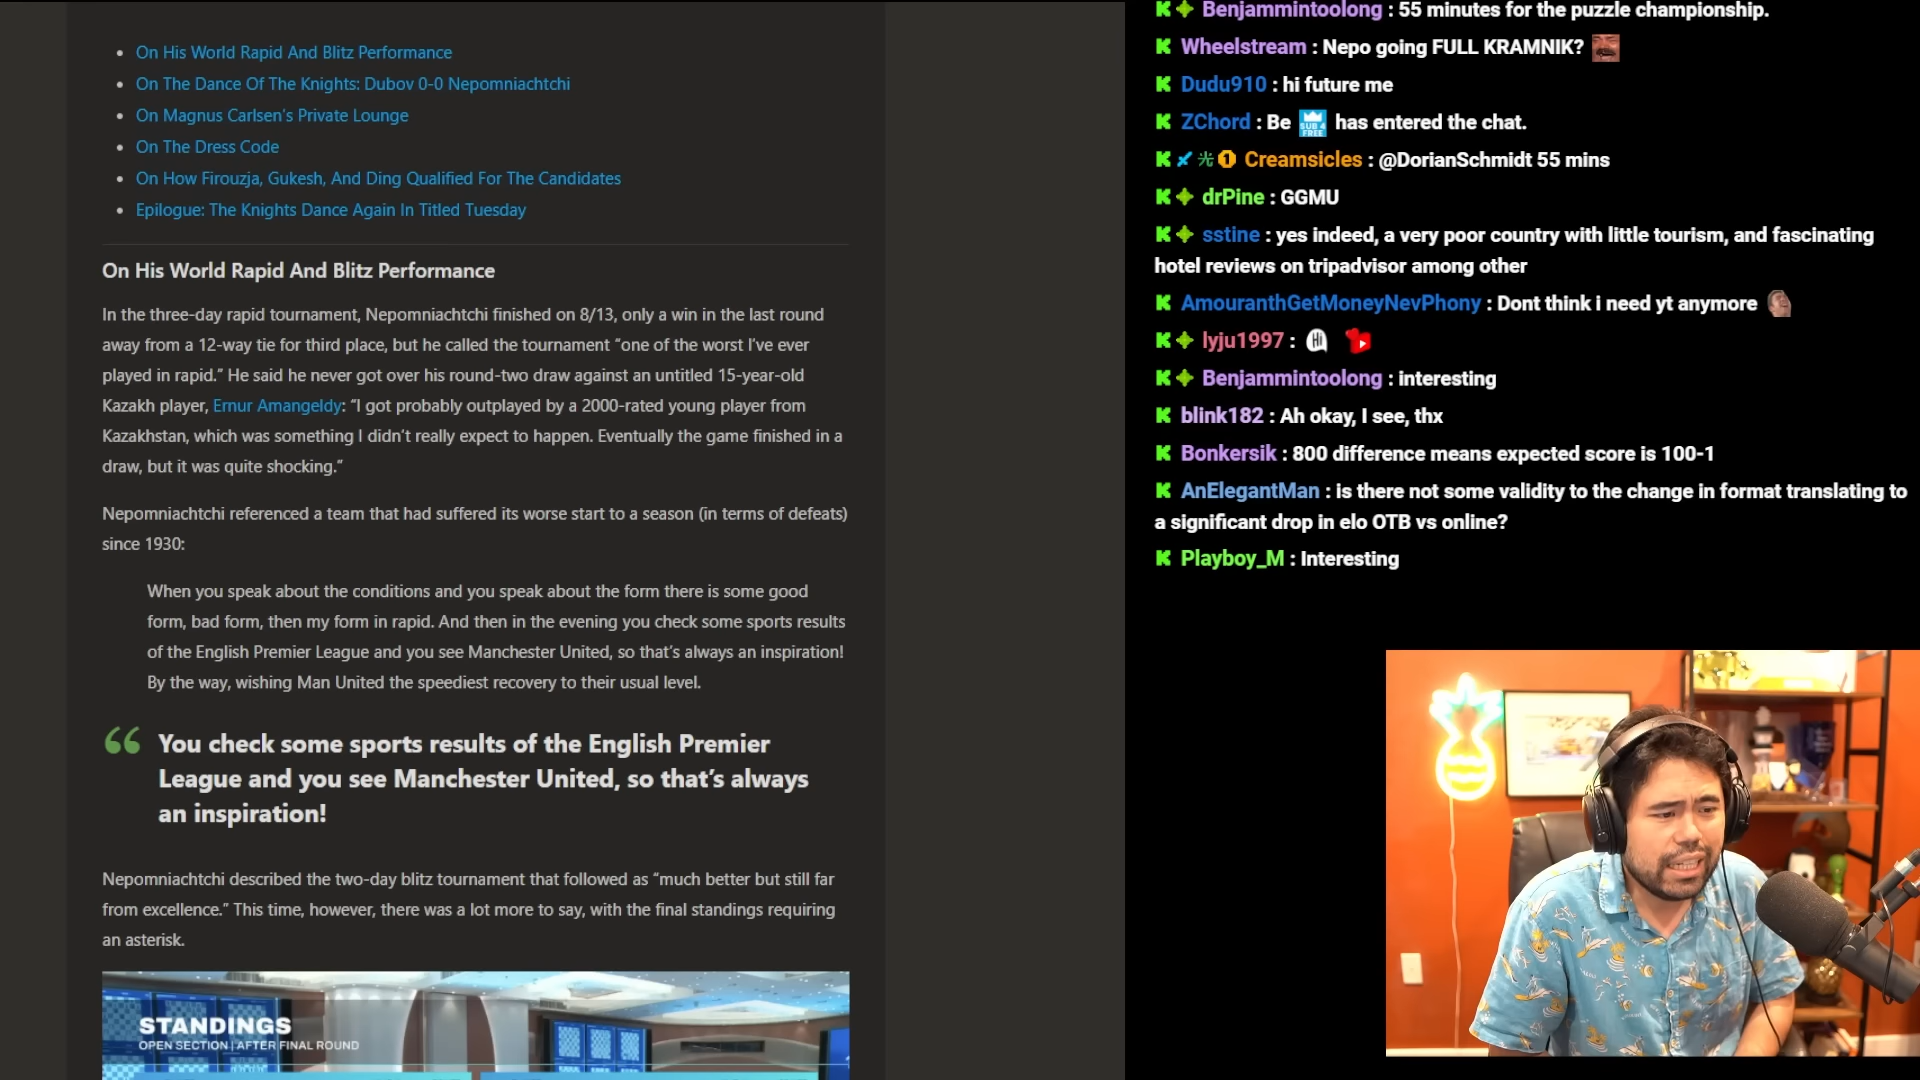 On His World Rapid And Blitz Performance
On The Dance Of The Knights: Dubov 0-0 Nepomniachtchi
On Magnus Carlsen's Private Lounge
On The Dress Code
On How Firouzja, Gukesh, And Ding Qualified For The Candidates
Epilogue: The Knights Dance Again In Titled Tuesday
On His World Rapid And Blitz Performance
In the three-day rapid tournament, Nepomniachtchi finished on 8/13, only a win in the last round
away from a 12-way tie for third place, but he called the tournament “one of the worst I've ever
played in rapid.” He said he never got over his round-two draw against an untitled 15-year-old
Kazakh player, Ernur Amangeldy: “I got probably outplayed by a 2000-rated young player from
Kazakhstan, which was something I didn't really expect to happen. Eventually the game finished in a
draw, but it was quite shocking.”
Nepomniachtchi referenced a team that had suffered its worse start to a season (in terms of defeats)
since 1930:
When you speak about the conditions and you speak about the form there is some good
form, bad form, then my form in rapid. And then in the evening you check some sports results
of the English Premier League and you see Manchester United, so that's always an inspiration!
By the way, wishing Man United the speediest recovery to their usual level.
“ You check some sports results of the English Premier
League and you see Manchester United, so that's always
an inspiration!
Nepomniachtchi described the two-day blitz tournament that followed as “much better but still far
from excellence.” This time, however, there was a lot more to say, with the final standings requiring
an asterisk.
STANDINGS
OPEN SECTION | AFTER FINAL ROUND
Benjammintoolong : 55 minutes for the puzzle championship.
Wheelstream : Nepo going FULL KRAMNIK?
Dudu910 : hi future me
ZChord : Be SUB 4 FREE has entered the chat.
1 Creamsicles : @DorianSchmidt 55 mins
drPine : GGMU
sstine : yes indeed, a very poor country with little tourism, and fascinating
hotel reviews on tripadvisor among other
AmouranthGetMoneyNevPhony : Dont think i need yt anymore
lyju1997 : HI
Benjammintoolong : interesting
blink182 : Ah okay, I see, thx
Bonkersik : 800 difference means expected score is 100-1
AnElegantMan : is there not some validity to the change in format translating to
a significant drop in elo OTB vs online?
Playboy_M : Interesting